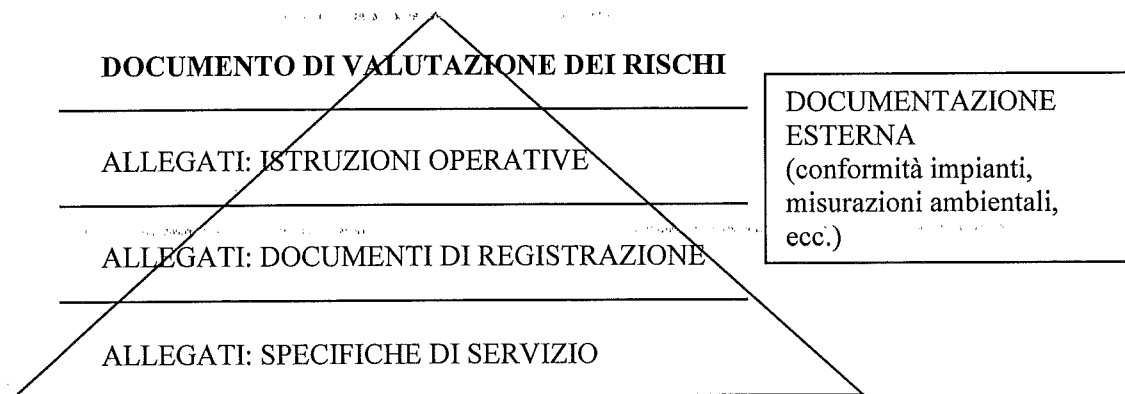 DOCUMENTO DI VALUTAZIONE DEI RISCHI
ALLEGATI: ISTRUZIONI OPERATIVE
ALLEGATI: DOCUMENTI DI REGISTRAZIONE
ALLEGATI: SPECIFICHE DI SERVIZIO
DOCUMENTAZIONE
ESTERNA
(conformità impianti,
misurazioni ambientali,
ecc.)